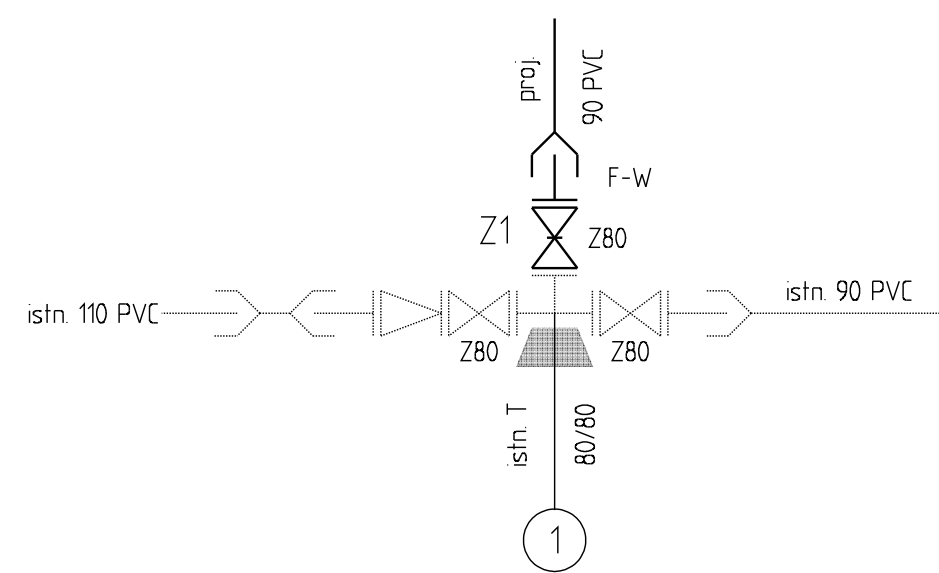 proj.
90 PVC
F-W
Z1
Z80
istn. 110 PVC
istn. 90 PVC
Z80
Z80
istn. T
80/80
1